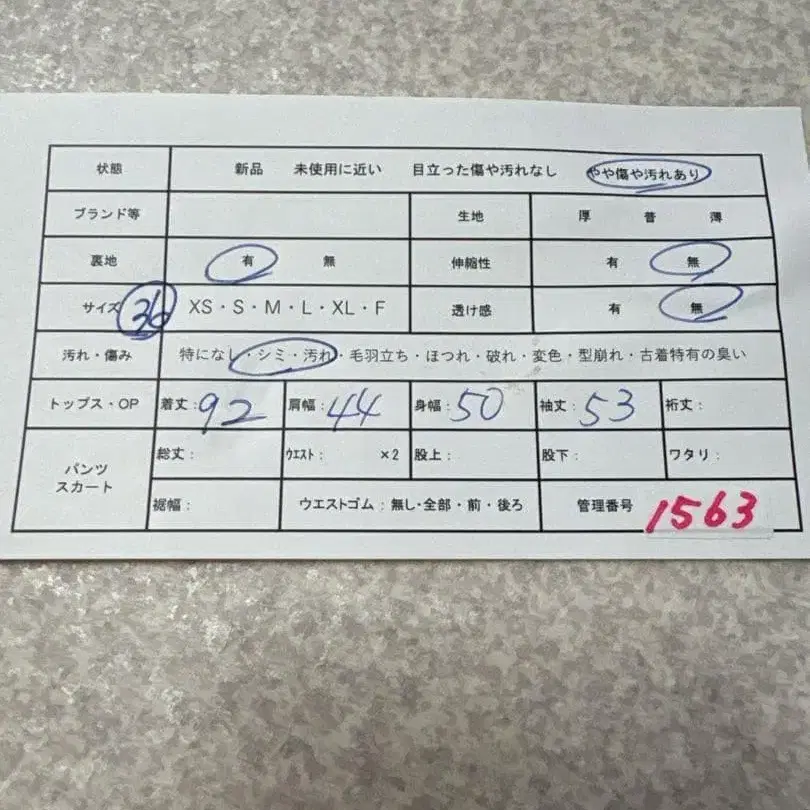 状態 新品 未使用に近い 目立った傷や汚れなし やや傷や汚れあり
ブランド等 生地 厚 普 薄
裏地 有 無 伸縮性 有 無
サイズ 36 XS・S・M・L・XL・F 透け感 有 無
汚れ・傷み 特になし・シミ・汚れ・毛羽立ち・ほつれ・破れ・変色・型崩れ・古着特有の臭い
トップス・OP 着丈:92 肩幅:44 身幅:50 袖丈:53 裄丈:
パンツ スカート 総丈: ウエスト: ×2 股上: 股下: ワタリ:
裾幅: ウエストゴム:無し・全部・前・後ろ 管理番号 1563